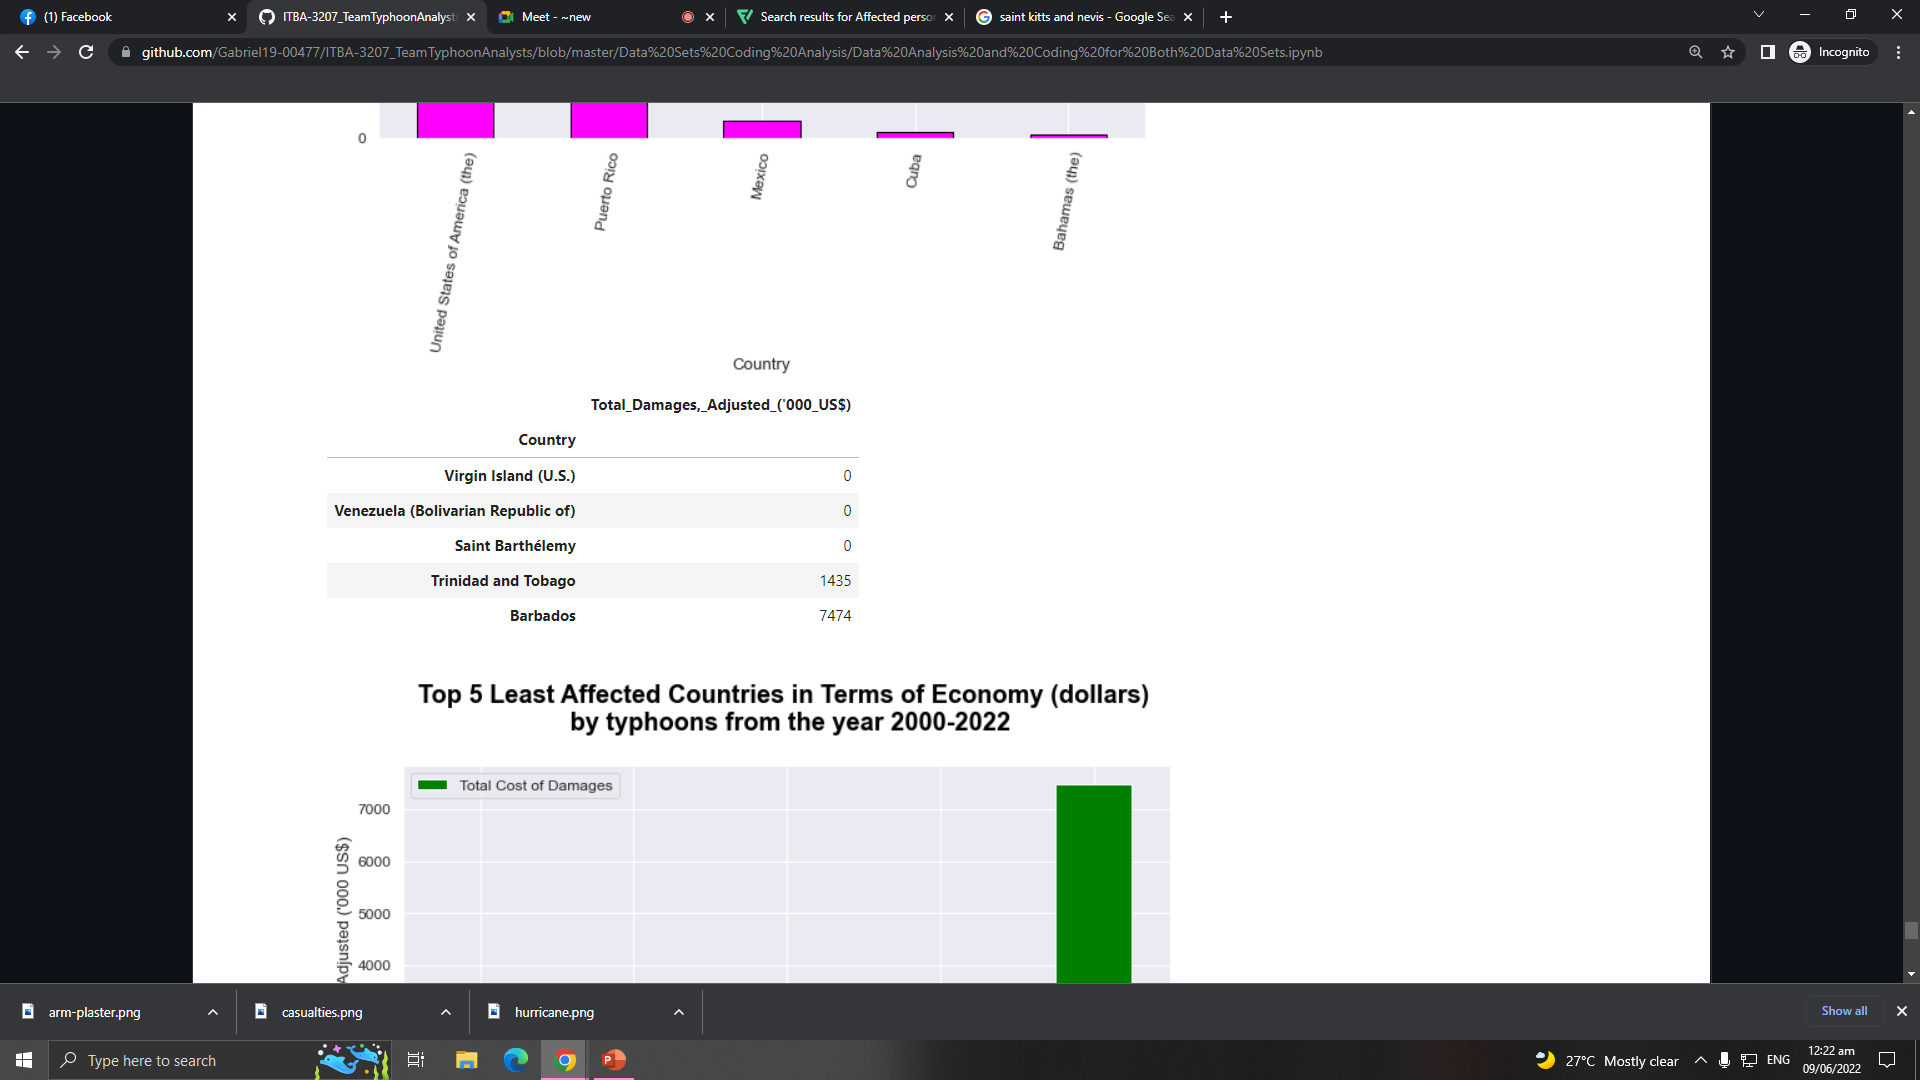 (1) Facebook
ITBA-3207_TeamTyphoonAnalysts
Meet - ~new
Search results for Affected perso
saint kitts and nevis - Google Sea
github.com/Gabriel19-00477/ITBA-3207_TeamTyphoonAnalysts/blob/master/Data%20Sets%20Coding%20Analysis/Data%20Analysis%20and%20Coding%20for%20Both%20Data%20Sets.ipynb
Incognito
0
United States of America (the)
Puerto Rico
Mexico
Cuba
Bahamas (the)
Country
Total_Damages,_Adjusted_('000_US$)
Country
Virgin Island (U.S.) 0
Venezuela (Bolivarian Republic of) 0
Saint Barthélemy 0
Trinidad and Tobago 1435
Barbados 7474
Top 5 Least Affected Countries in Terms of Economy (dollars)
by typhoons from the year 2000-2022
Total Cost of Damages
7000
6000
5000
4000
Adjusted ('000 US$)
arm-plaster.png
casualties.png
hurricane.png
Show all
Type here to search
27°C Mostly clear
ENG
12:22 am
09/06/2022